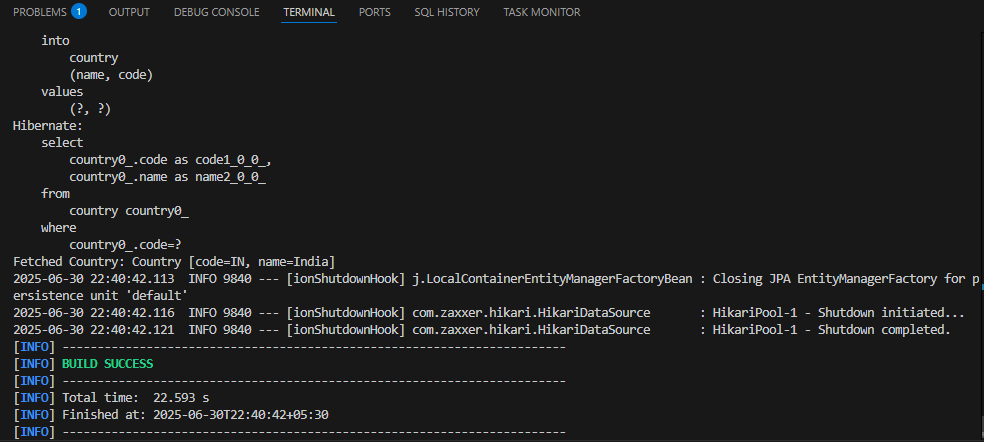 PROBLEMS 1 OUTPUT DEBUG CONSOLE TERMINAL PORTS SQL HISTORY TASK MONITOR
    into
        country
        (name, code)
    values
        (?, ?)
Hibernate:
    select
        country0_.code as code1_0_0_,
        country0_.name as name2_0_0_
    from
        country country0_
    where
        country0_.code=?
Fetched Country: Country [code=IN, name=India]
2025-06-30 22:40:42.113  INFO 9840 --- [ionShutdownHook] j.LocalContainerEntityManagerFactoryBean : Closing JPA EntityManagerFactory for p
ersistence unit 'default'
2025-06-30 22:40:42.116  INFO 9840 --- [ionShutdownHook] com.zaxxer.hikari.HikariDataSource       : HikariPool-1 - Shutdown initiated...
2025-06-30 22:40:42.121  INFO 9840 --- [ionShutdownHook] com.zaxxer.hikari.HikariDataSource       : HikariPool-1 - Shutdown completed.
[INFO] ------------------------------------------------------------------------
[INFO] BUILD SUCCESS
[INFO] ------------------------------------------------------------------------
[INFO] Total time:  22.593 s
[INFO] Finished at: 2025-06-30T22:40:42+05:30
[INFO] ------------------------------------------------------------------------